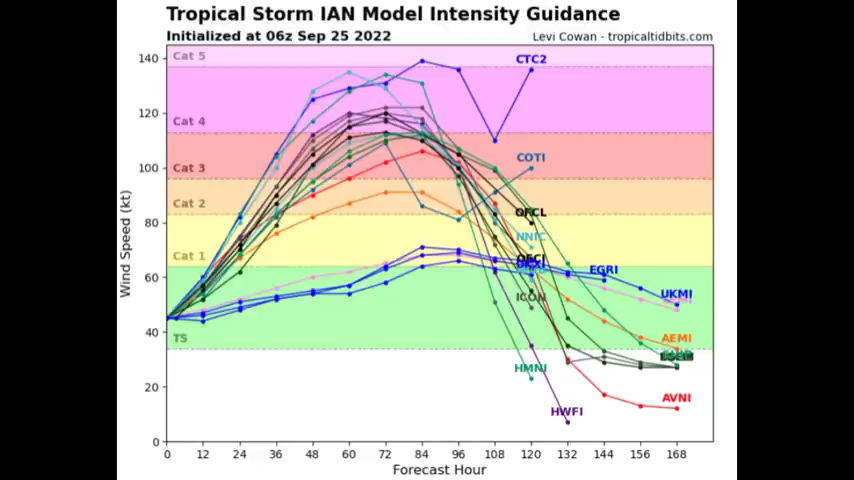 Tropical Storm IAN Model Intensity Guidance
Initialized at 06z Sep 25 2022
Levi Cowan - tropicaltidbits.com
140
120
100
80
60
40
20
0
Wind Speed (kt)
Cat 5
Cat 4
Cat 3
Cat 2
Cat 1
TS
CTC2
COTI
OFCL
NNIC
OFCI
EGRI
UKMI
ICON
AEMI
HMNI
AVNI
HWFI
0 12 24 36 48 60 72 84 96 108 120 132 144 156 168
Forecast Hour